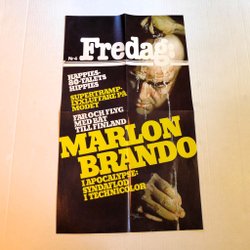 Nr 4
Fredag:
HAPPIES
80-TALETS
HIPPIES
SUPERTRAMP-
LYXLUFFARE PÅ
MODET
FAR OCH FLYG
MED BÅT
TILL FINLAND
MARLON
BRANDO
I APOCALYPSE:
SYNDAFLOD
I TECHNICOLOR